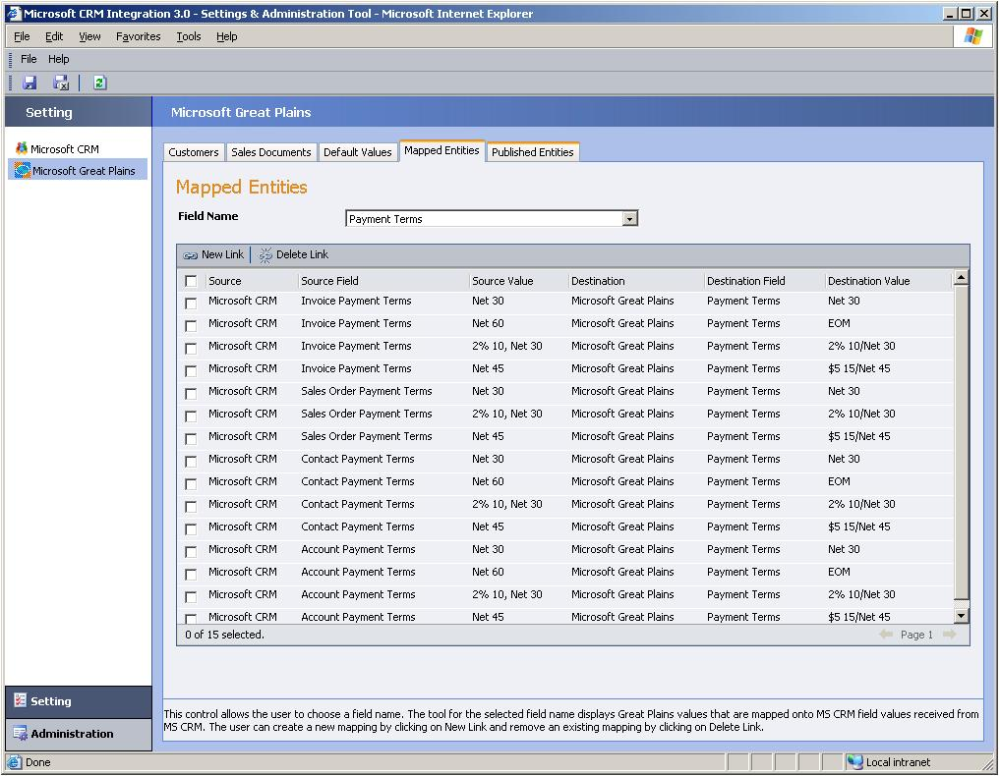 Microsoft CRM Integration 3.0 - Settings & Administration Tool - Microsoft Internet Explorer
File Edit View Favorites Tools Help
File Help
Setting
Microsoft Great Plains
Microsoft CRM
Microsoft Great Plains
Customers Sales Documents Default Values Mapped Entities Published Entities
Mapped Entities
Field Name Payment Terms
New Link Delete Link
Source Source Field Source Value Destination Destination Field Destination Value
Microsoft CRM Invoice Payment Terms Net 30 Microsoft Great Plains Payment Terms Net 30
Microsoft CRM Invoice Payment Terms Net 60 Microsoft Great Plains Payment Terms EOM
Microsoft CRM Invoice Payment Terms 2% 10, Net 30 Microsoft Great Plains Payment Terms 2% 10/Net 30
Microsoft CRM Invoice Payment Terms Net 45 Microsoft Great Plains Payment Terms $5 15/Net 45
Microsoft CRM Sales Order Payment Terms Net 30 Microsoft Great Plains Payment Terms Net 30
Microsoft CRM Sales Order Payment Terms 2% 10, Net 30 Microsoft Great Plains Payment Terms 2% 10/Net 30
Microsoft CRM Sales Order Payment Terms Net 45 Microsoft Great Plains Payment Terms $5 15/Net 45
Microsoft CRM Contact Payment Terms Net 30 Microsoft Great Plains Payment Terms Net 30
Microsoft CRM Contact Payment Terms Net 60 Microsoft Great Plains Payment Terms EOM
Microsoft CRM Contact Payment Terms 2% 10, Net 30 Microsoft Great Plains Payment Terms 2% 10/Net 30
Microsoft CRM Contact Payment Terms Net 45 Microsoft Great Plains Payment Terms $5 15/Net 45
Microsoft CRM Account Payment Terms Net 30 Microsoft Great Plains Payment Terms Net 30
Microsoft CRM Account Payment Terms Net 60 Microsoft Great Plains Payment Terms EOM
Microsoft CRM Account Payment Terms 2% 10, Net 30 Microsoft Great Plains Payment Terms 2% 10/Net 30
Microsoft CRM Account Payment Terms Net 45 Microsoft Great Plains Payment Terms $5 15/Net 45
0 of 15 selected. Page 1
Setting
Administration
This control allows the user to choose a field name. The tool for the selected field name displays Great Plains values that are mapped onto MS CRM field values received from
MS CRM. The user can create a new mapping by clicking on New Link and remove an existing mapping by clicking on Delete Link.
Done Local intranet